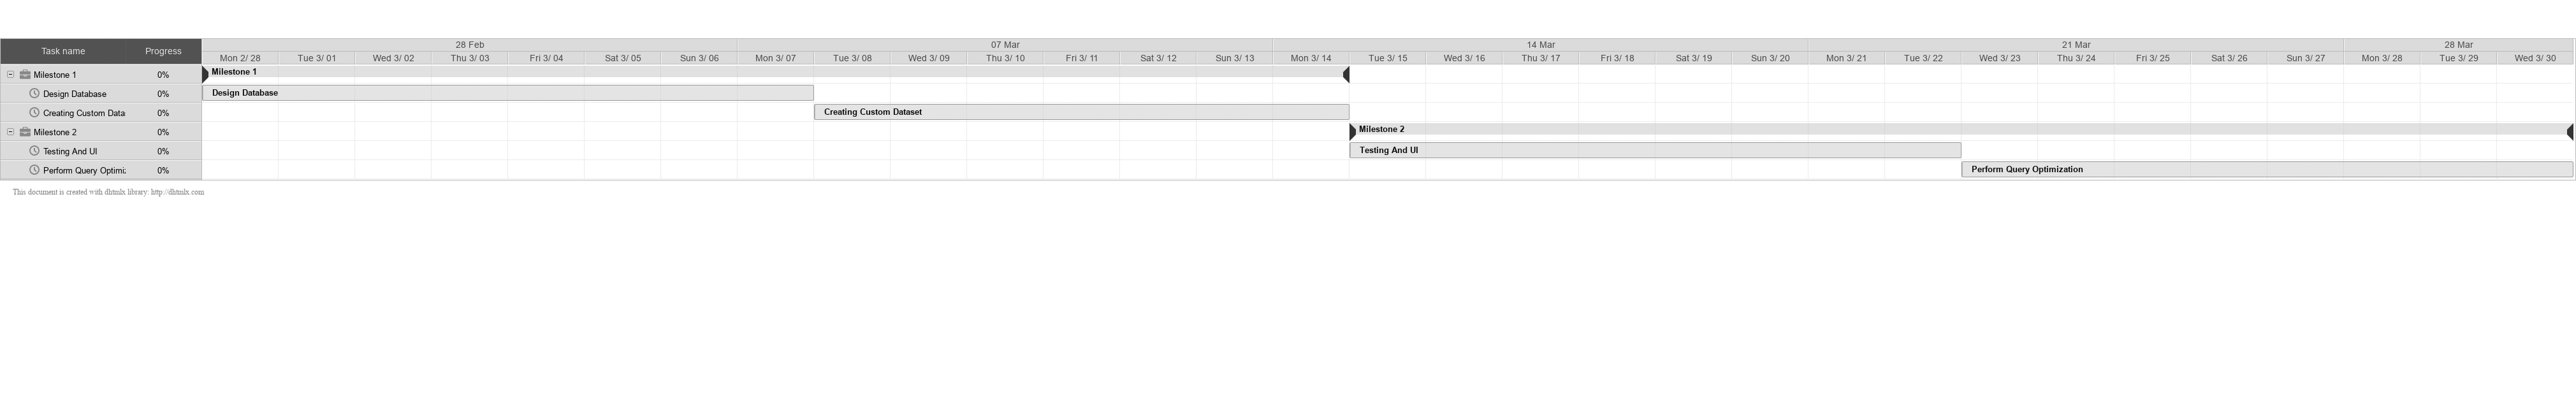 28 Feb 07 Mar 14 Mar 21 Mar 28 Mar
Task name Progress
Mon 2/ 28 Tue 3/ 01 Wed 3/ 02 Thu 3/ 03 Fri 3/ 04 Sat 3/ 05 Sun 3/ 06 Mon 3/ 07 Tue 3/ 08 Wed 3/ 09 Thu 3/ 10 Fri 3/ 11 Sat 3/ 12 Sun 3/ 13 Mon 3/ 14 Tue 3/ 15 Wed 3/ 16 Thu 3/ 17 Fri 3/ 18 Sat 3/ 19 Sun 3/ 20 Mon 3/ 21 Tue 3/ 22 Wed 3/ 23 Thu 3/ 24 Fri 3/ 25 Sat 3/ 26 Sun 3/ 27 Mon 3/ 28 Tue 3/ 29 Wed 3/ 30
Milestone 1 0% Milestone 1
Design Database 0% Design Database
Creating Custom Data 0% Creating Custom Dataset
Milestone 2 0% Milestone 2
Testing And UI 0% Testing And UI
Perform Query Optimi 0% Perform Query Optimization
This document is created with dhtmlx library: http://dhtmlx.com